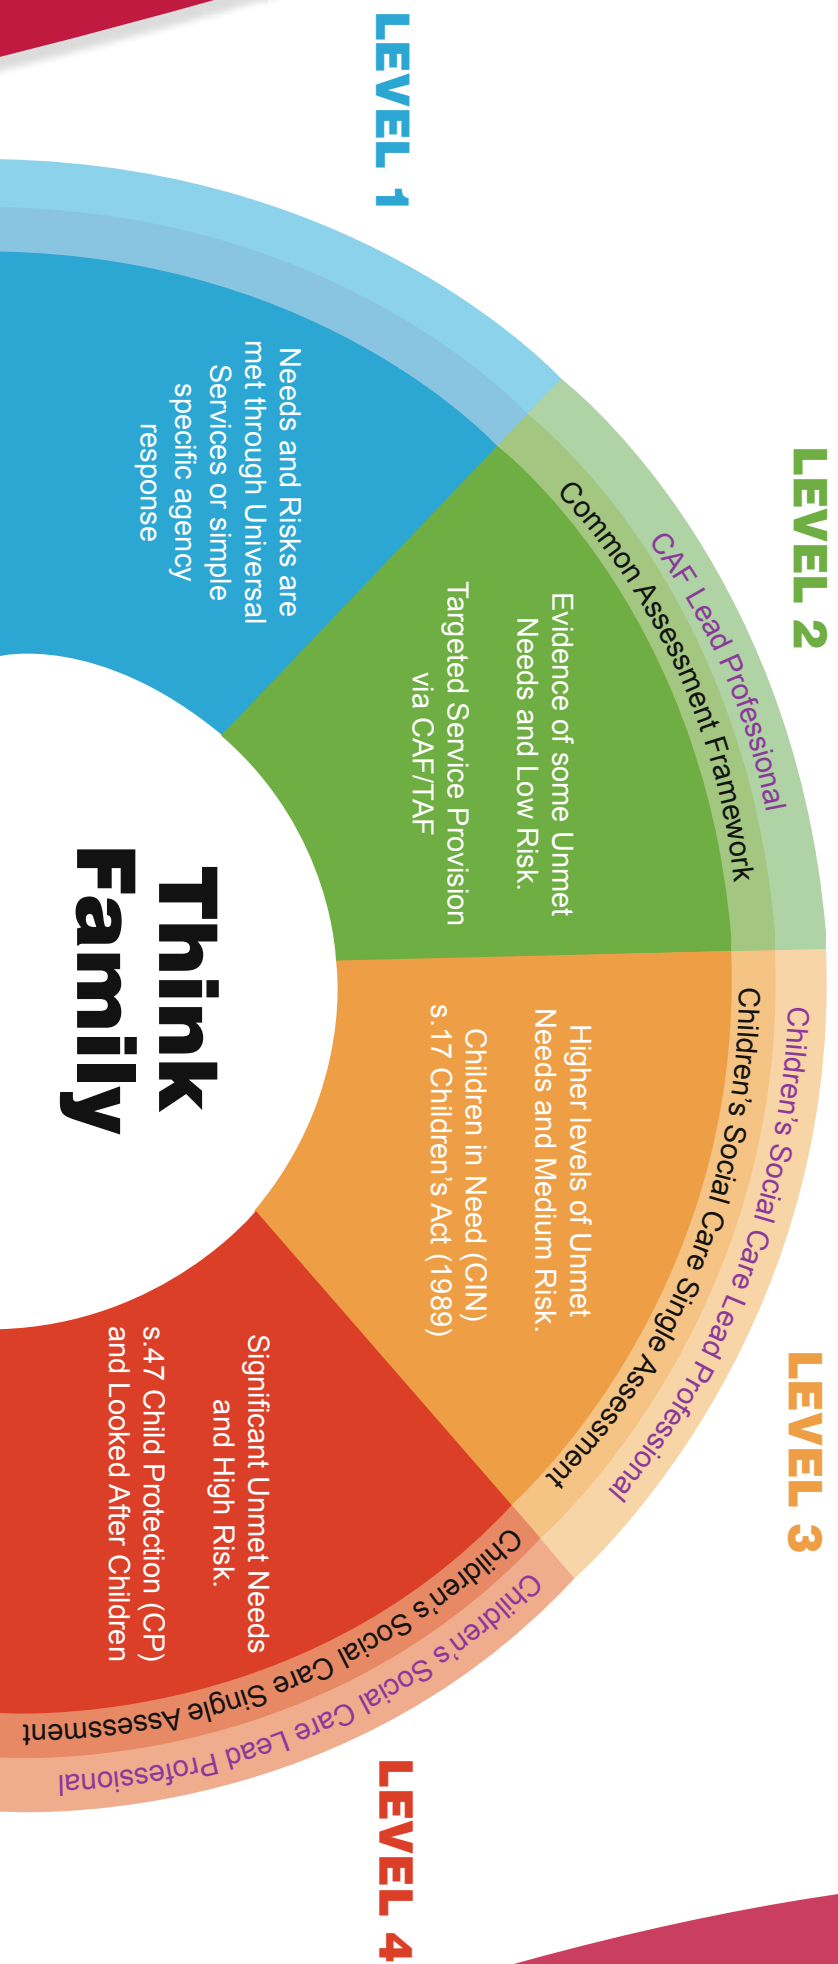 LEVEL 1
Needs and Risks are
met through Universal
Services or simple
specific agency
response
LEVEL 2
CAF Lead Professional
Common Assessment Framework
Evidence of some Unmet
Needs and Low Risk.
Targeted Service Provision
via CAF/TAF
LEVEL 3
Children’s Social Care Lead Professional
Children’s Social Care Single Assessment
Higher levels of Unmet
Needs and Medium Risk.
Children in Need (CIN)
s.17 Children’s Act (1989)
LEVEL 4
Children’s Social Care Lead Professional
Children’s Social Care Single Assessment
Significant Unmet Needs
and High Risk.
s.47 Child Protection (CP)
and Looked After Children
Think
Family